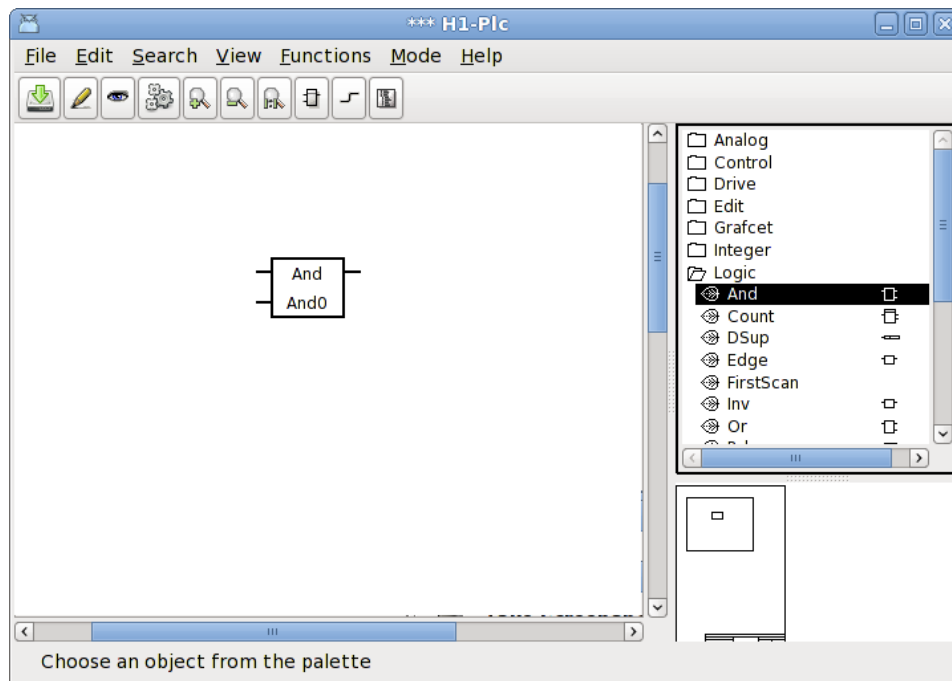 *** H1-Plc
File Edit Search View Functions Mode Help
And
And0
Analog
Control
Drive
Edit
Grafcet
Integer
Logic
And
Count
DSup
Edge
FirstScan
Inv
Or
Choose an object from the palette